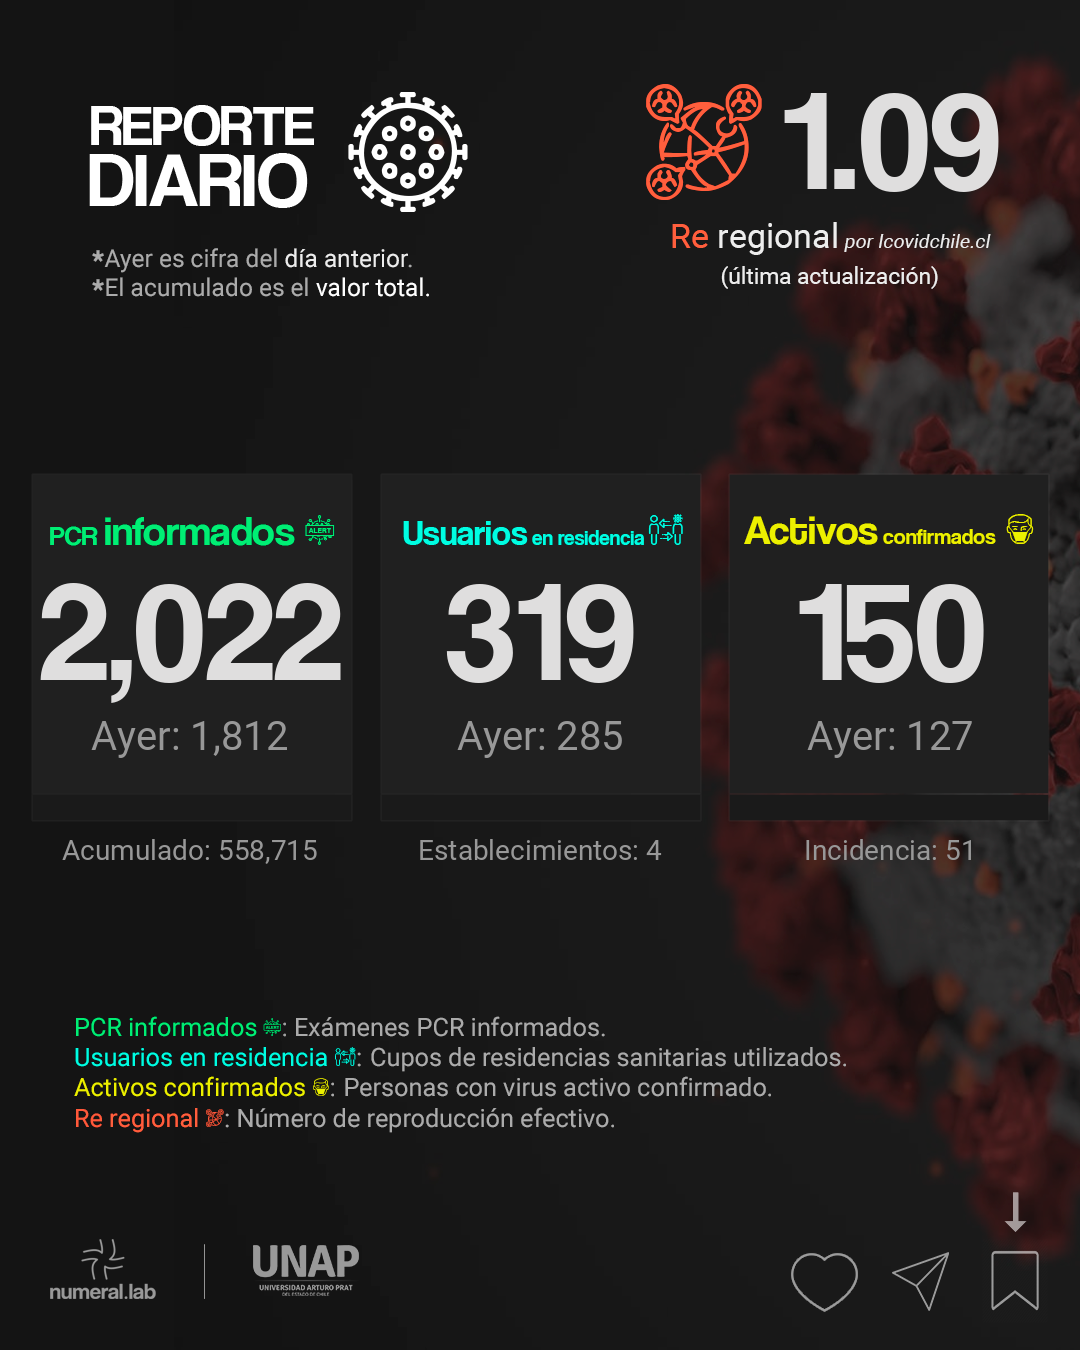 REPORTE
DIARIO
*Ayer es cifra del día anterior.
*El acumulado es el valor total.
1.09
Re regional por Icovidchile.cl
(última actualización)
PCR informados ALERT
2,022
Ayer: 1,812
Acumulado: 558,715
Usuarios en residencia
319
Ayer: 285
Establecimientos: 4
Activos confirmados
150
Ayer: 127
Incidencia: 51
PCR informados ALERT: Exámenes PCR informados.
Usuarios en residencia : Cupos de residencias sanitarias utilizados.
Activos confirmados : Personas con virus activo confirmado.
Re regional : Número de reproducción efectivo.
numeral.lab
UNAP
UNIVERSIDAD ARTURO PRAT
DEL ESTADO DE CHILE